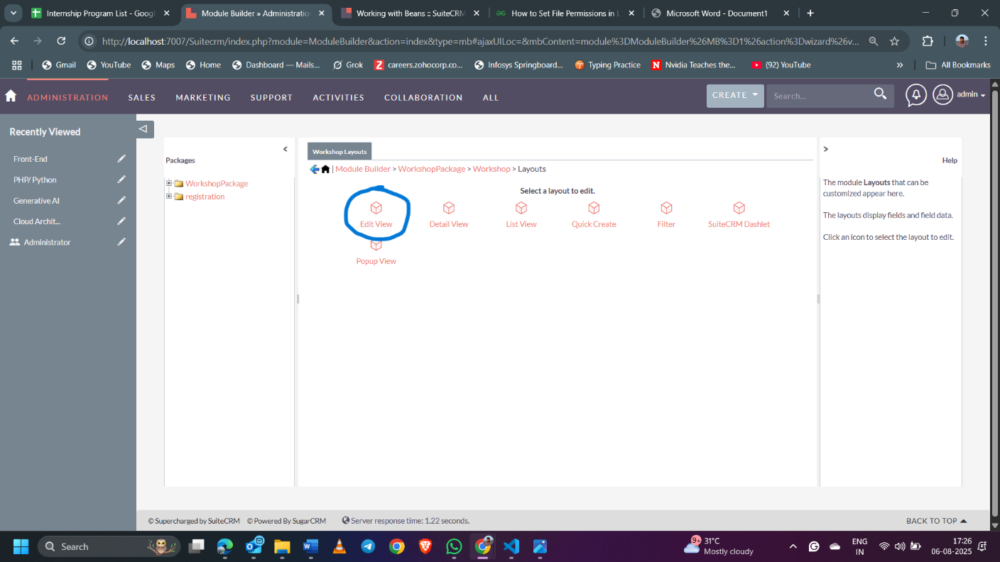 Internship Program List - Googl
Module Builder » Administratio
Working with Beans :: SuiteCRM
How to Set File Permissions in L
Microsoft Word - Document1
http://localhost:7007/Suitecrm/index.php?module=ModuleBuilder&action=index&type=mb#ajaxUILoc=&mbContent=module%3DModuleBuilder%26MB%3D1%26action%3Dwizard%26v...
Gmail
YouTube
Maps
Home
Dashboard — Mails...
Grok
careers.zohocorp.co...
Infosys Springboard...
Typing Practice
Nvidia Teaches the...
(92) YouTube
»
All Bookmarks
ADMINISTRATION
SALES
MARKETING
SUPPORT
ACTIVITIES
COLLABORATION
ALL
CREATE
Search...
admin
Recently Viewed
Front-End
PHP/ Python
Generative AI
Cloud Archit...
Administrator
Packages
WorkshopPackage
registration
Workshop Layouts
| Module Builder > WorkshopPackage > Workshop > Layouts
Select a layout to edit.
Edit View
Detail View
List View
Quick Create
Filter
SuiteCRM Dashlet
Popup View
Help
The module Layouts that can be
customized appear here.
The layouts display fields and field data.
Click an icon to select the layout to edit.
© Supercharged by SuiteCRM
© Powered By SugarCRM
Server response time: 1.22 seconds.
BACK TO TOP
Search
9+
31°C
Mostly cloudy
ENG
IN
17:26
06-08-2025